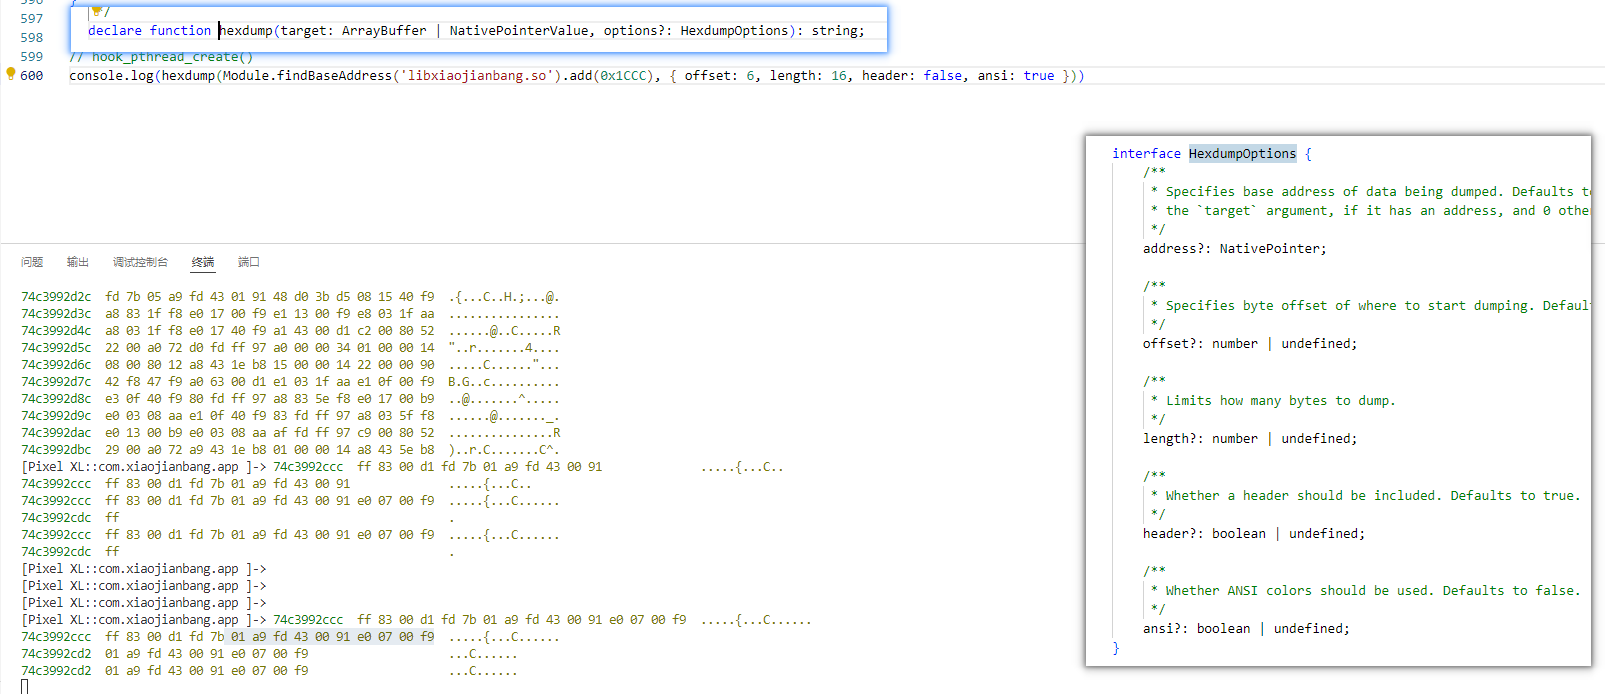 596
597 */
598 declare function hexdump(target: ArrayBuffer | NativePointerValue, options?: HexdumpOptions): string;
599 // hook_pthread_create()
600 console.log(hexdump(Module.findBaseAddress('libxiaojianbang.so').add(0x1CCC), { offset: 6, length: 16, header: false, ansi: true }))
interface HexdumpOptions {
/**
* Specifies base address of data being dumped. Defaults to
* the `target` argument, if it has an address, and 0 other
*/
address?: NativePointer;
/**
* Specifies byte offset of where to start dumping. Defaul
*/
offset?: number | undefined;
/**
* Limits how many bytes to dump.
*/
length?: number | undefined;
/**
* Whether a header should be included. Defaults to true.
*/
header?: boolean | undefined;
/**
* Whether ANSI colors should be used. Defaults to false.
*/
ansi?: boolean | undefined;
}
问题 输出 调试控制台 终端 端口
74c3992d2c fd 7b 05 a9 fd 43 01 91 48 d0 3b d5 08 15 40 f9 .{...C..H.;...@.
74c3992d3c a8 83 1f f8 e0 17 00 f9 e1 13 00 f9 e8 03 1f aa ................
74c3992d4c a8 03 1f f8 e0 17 40 f9 a1 43 00 d1 c2 00 80 52 ......@..C.....R
74c3992d5c 22 00 a0 72 d0 fd ff 97 a0 00 00 34 01 00 00 14 "..r.......4....
74c3992d6c 08 00 80 12 a8 43 1e b8 15 00 00 14 22 00 00 90 .....C......"...
74c3992d7c 42 f8 47 f9 a0 63 00 d1 e1 03 1f aa e1 0f 00 f9 B.G..c..........
74c3992d8c e3 0f 40 f9 80 fd ff 97 a8 83 5e f8 e0 17 00 b9 ..@.......^.....
74c3992d9c e0 03 08 aa e1 0f 40 f9 83 fd ff 97 a8 03 5f f8 ......@......._.
74c3992dac e0 13 00 b9 e0 03 08 aa af fd ff 97 c9 00 80 52 ...............R
74c3992dbc 29 00 a0 72 a9 43 1e b8 01 00 00 14 a8 43 5e b8 )..r.C.......C^.
[Pixel XL::com.xiaojianbang.app ]-> 74c3992ccc ff 83 00 d1 fd 7b 01 a9 fd 43 00 91 .....{...C..
74c3992ccc ff 83 00 d1 fd 7b 01 a9 fd 43 00 91 .....{...C..
74c3992ccc ff 83 00 d1 fd 7b 01 a9 fd 43 00 91 e0 07 00 f9 .....{...C......
74c3992cdc ff .
74c3992ccc ff 83 00 d1 fd 7b 01 a9 fd 43 00 91 e0 07 00 f9 .....{...C......
74c3992cdc ff .
[Pixel XL::com.xiaojianbang.app ]->
[Pixel XL::com.xiaojianbang.app ]->
[Pixel XL::com.xiaojianbang.app ]->
[Pixel XL::com.xiaojianbang.app ]-> 74c3992ccc ff 83 00 d1 fd 7b 01 a9 fd 43 00 91 e0 07 00 f9 .....{...C......
74c3992ccc ff 83 00 d1 fd 7b 01 a9 fd 43 00 91 e0 07 00 f9 .....{...C......
74c3992cd2 01 a9 fd 43 00 91 e0 07 00 f9 ...C......
74c3992cd2 01 a9 fd 43 00 91 e0 07 00 f9 ...C......